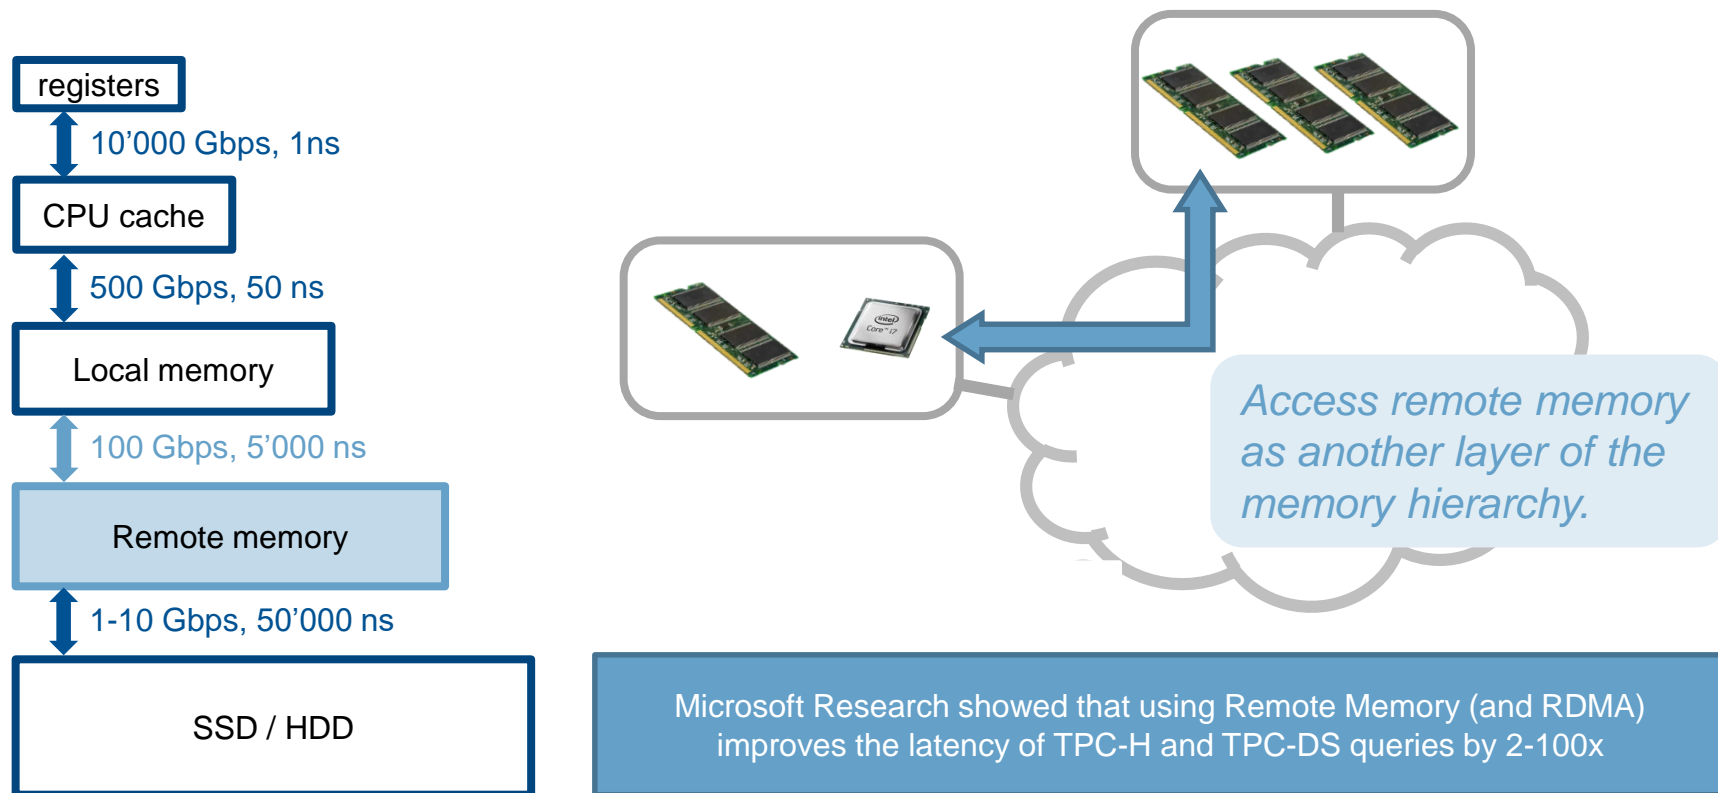 registers
10’000 Gbps, 1ns
CPU cache
500 Gbps, 50 ns
Local memory
100 Gbps, 5’000 ns
Remote memory
1-10 Gbps, 50’000 ns
SSD / HDD
intel
Core™ i7
Access remote memory
as another layer of the
memory hierarchy.
Microsoft Research showed that using Remote Memory (and RDMA)
improves the latency of TPC-H and TPC-DS queries by 2-100x